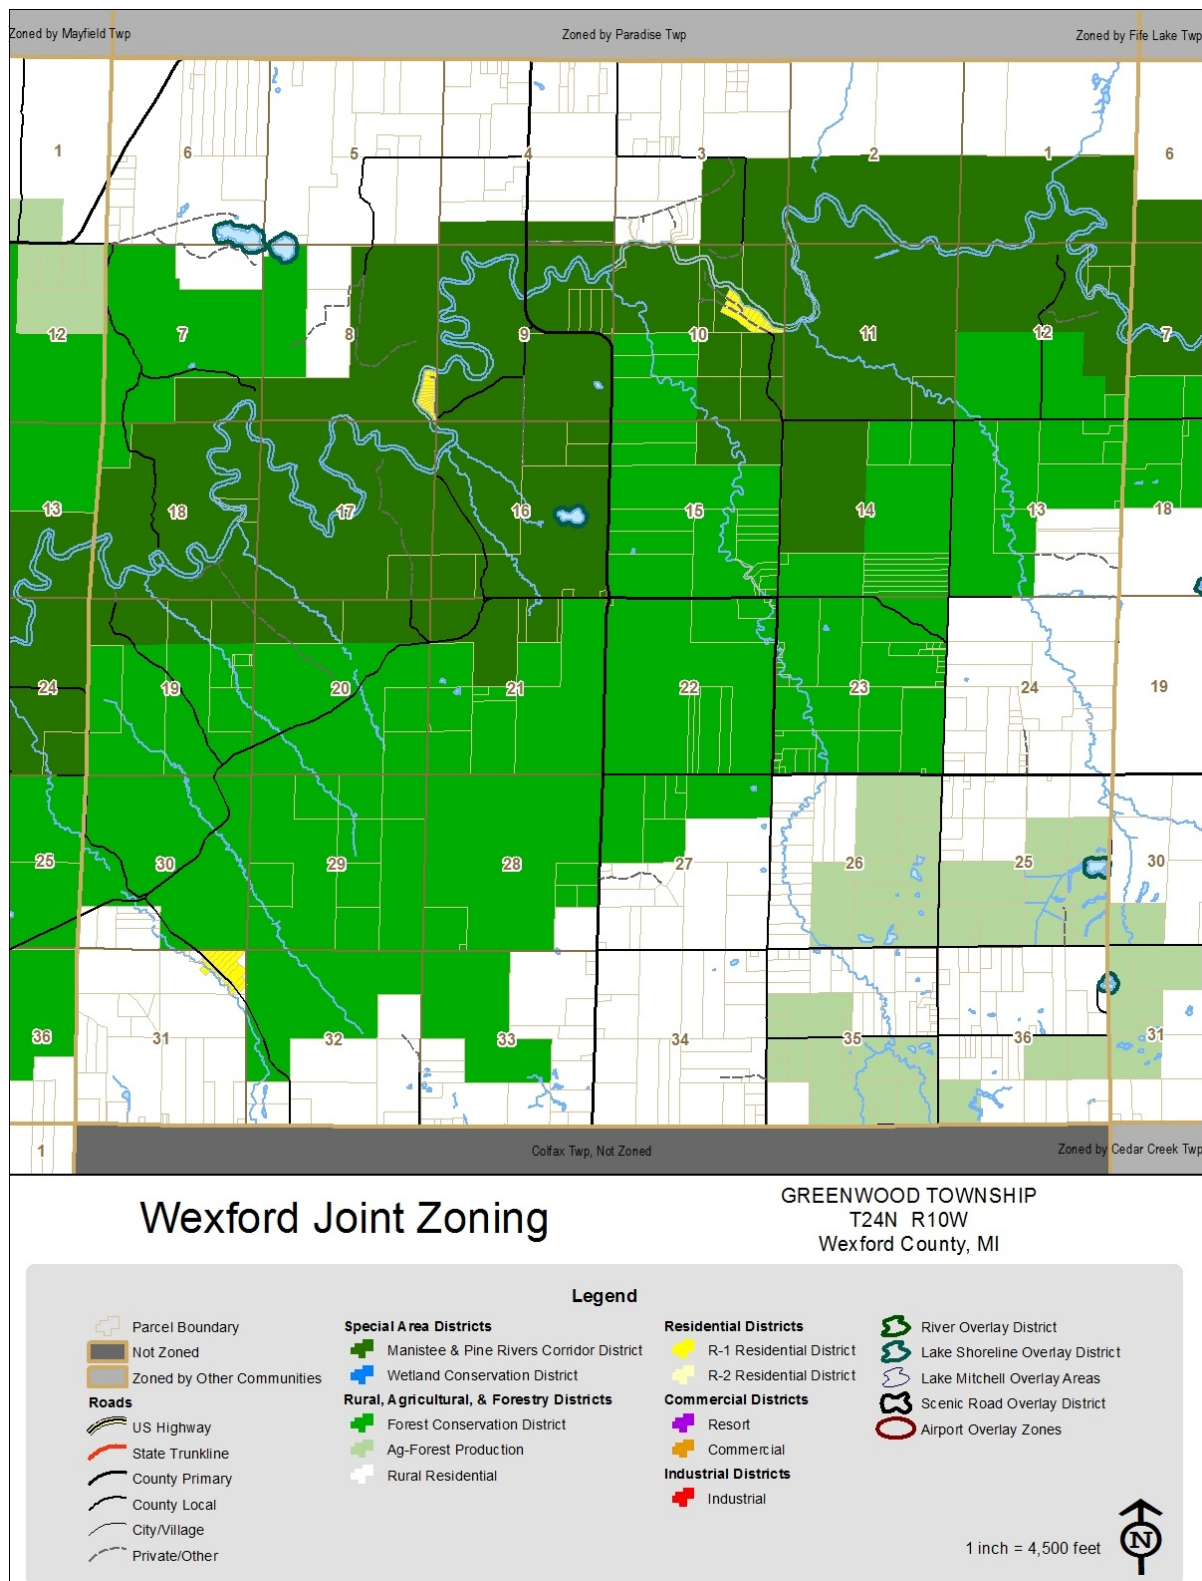 Zoned by Mayfield Twp
Zoned by Paradise Twp
Zoned by Fife Lake Twp
1
6
5
4
3
2
1
6
12
7
8
9
10
11
12
7
13
18
17
16
15
14
13
18
24
19
20
21
22
23
24
19
25
30
29
28
27
26
25
30
36
31
32
33
34
35
36
31
1
Colfax Twp, Not Zoned
Zoned by Cedar Creek Twp
Wexford Joint Zoning
GREENWOOD TOWNSHIP
T24N R10W
Wexford County, MI
Legend
Parcel Boundary
Not Zoned
Zoned by Other Communities
Roads
US Highway
State Trunkline
County Primary
County Local
City/Village
Private/Other
Special Area Districts
Manistee & Pine Rivers Corridor District
Wetland Conservation District
Rural, Agricultural, & Forestry Districts
Forest Conservation District
Ag-Forest Production
Rural Residential
Residential Districts
R-1 Residential District
R-2 Residential District
Commercial Districts
Resort
Commercial
Industrial Districts
Industrial
River Overlay District
Lake Shoreline Overlay District
Lake Mitchell Overlay Areas
Scenic Road Overlay District
Airport Overlay Zones
1 inch = 4,500 feet
N